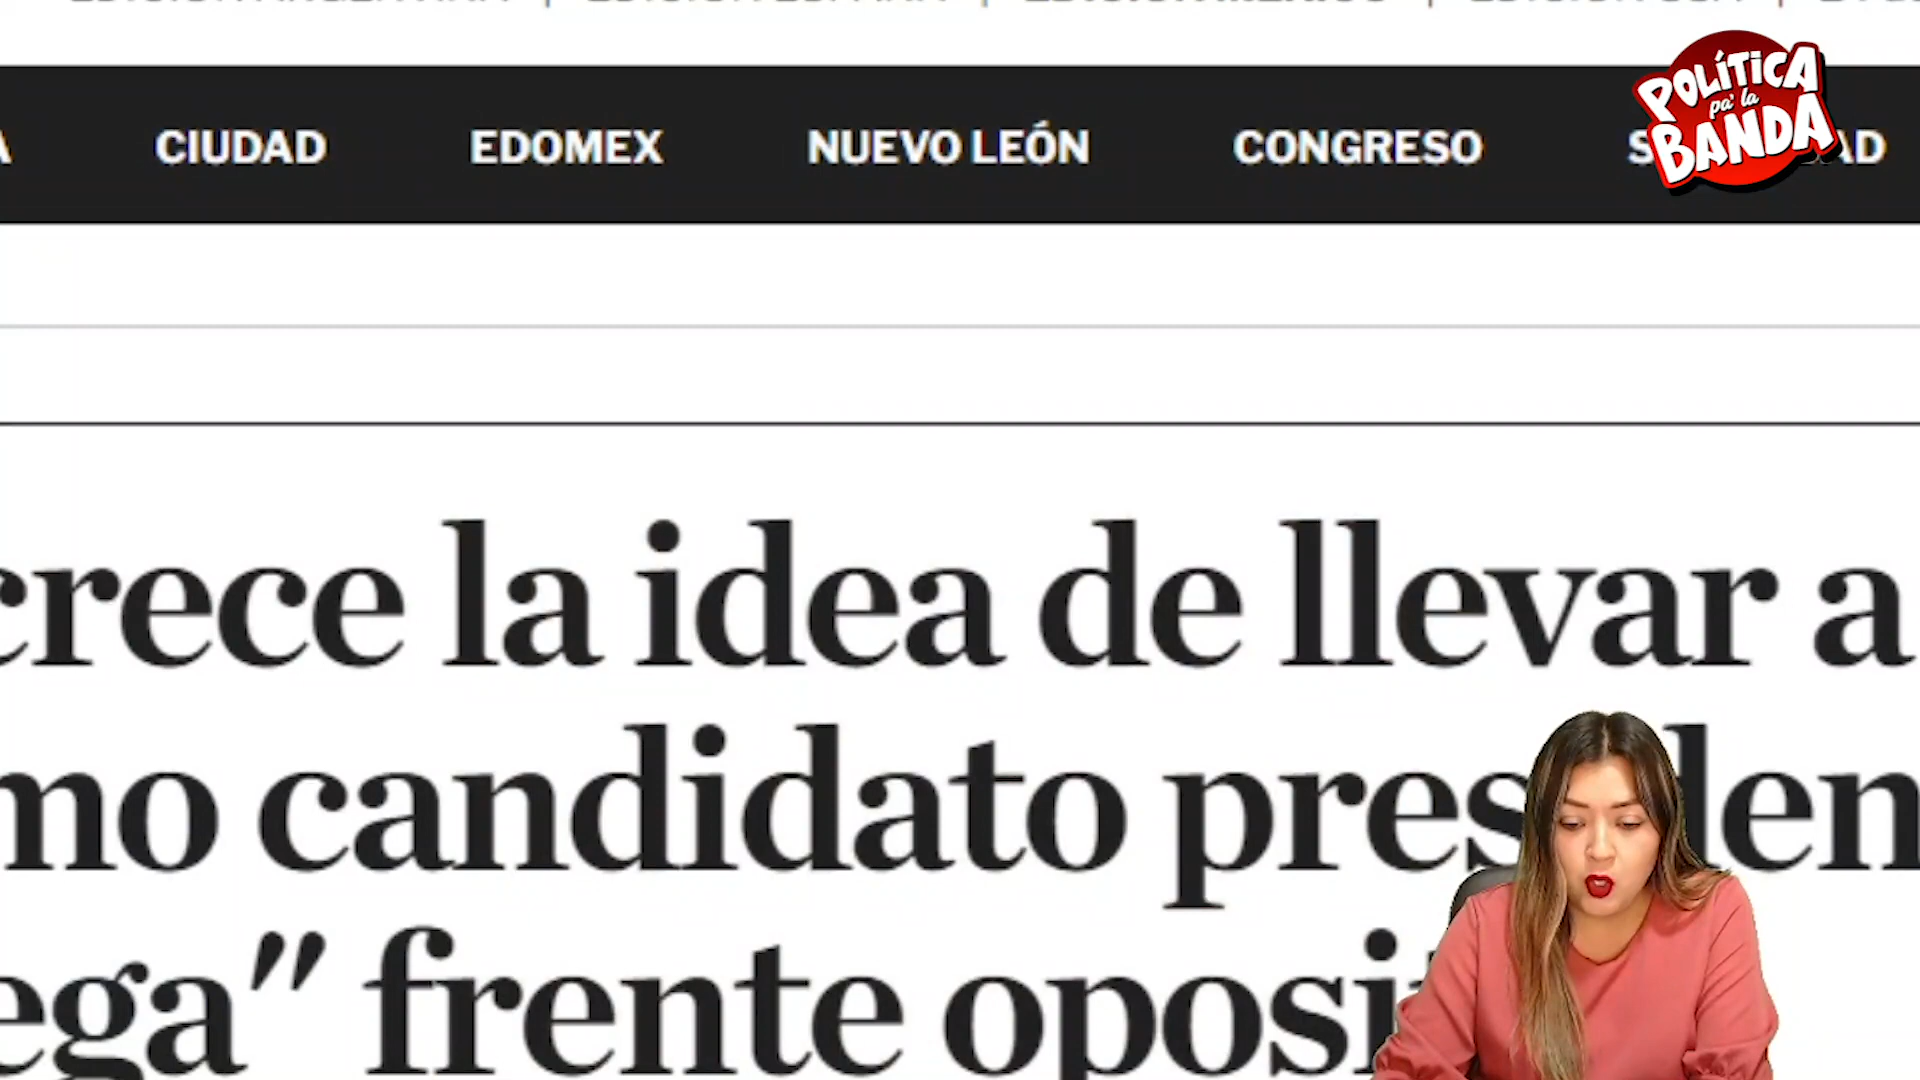 POLÍTICA
pa' la
BANDA
CIUDAD EDOMEX NUEVO LEÓN CONGRESO
crece la idea de llevar a
mo candidato pres den
ega" frente oposi